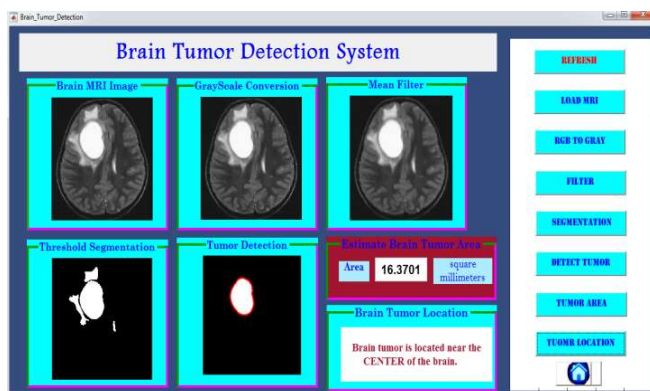 Brain_Tumor_Detection
Brain Tumor Detection System
Brain MRI Image
GrayScale Conversion
Mean Filter
Threshold Segmentation
Tumor Detection
Estimate Brain Tumor Area
Area
16.3701
square
millimeters
Brain Tumor Location
Brain tumor is located near the
CENTER of the brain.
REFRESH
LOAD MRI
RGB TO GRAY
FILTER
SEGMENTATION
DETECT TUMOR
TUMOR AREA
TUOMR LOCATION